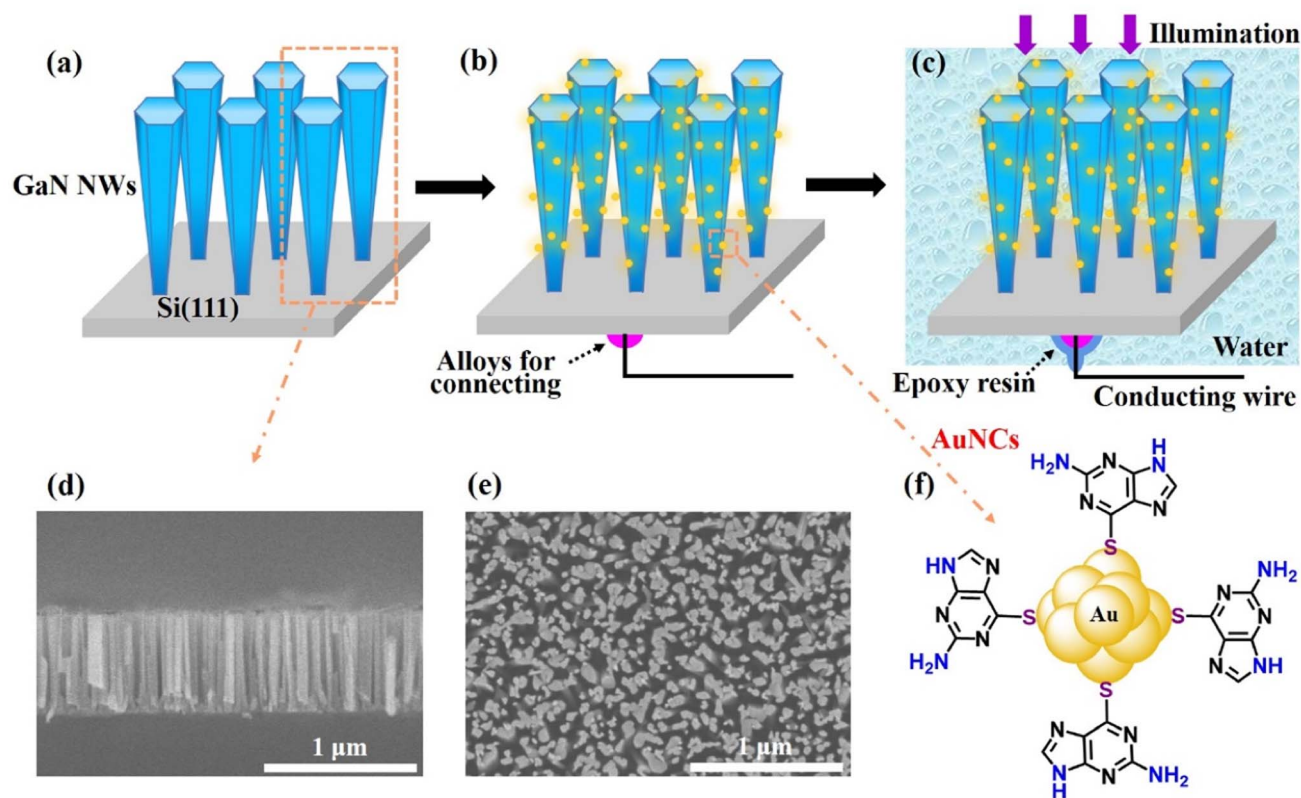 (a)
GaN NWs
Si(111)
(b)
Alloys for
connecting
(c)
Illumination
Water
Epoxy resin
Conducting wire
AuNCs
(d)
1 μm
(e)
1 μm
(f)
H₂N
N
N
H
N
N
N
S
HN
N
N
N
H₂N
S
Au
S
NH₂
N
N
N
NH
S
N
N
N
H
N
NH₂